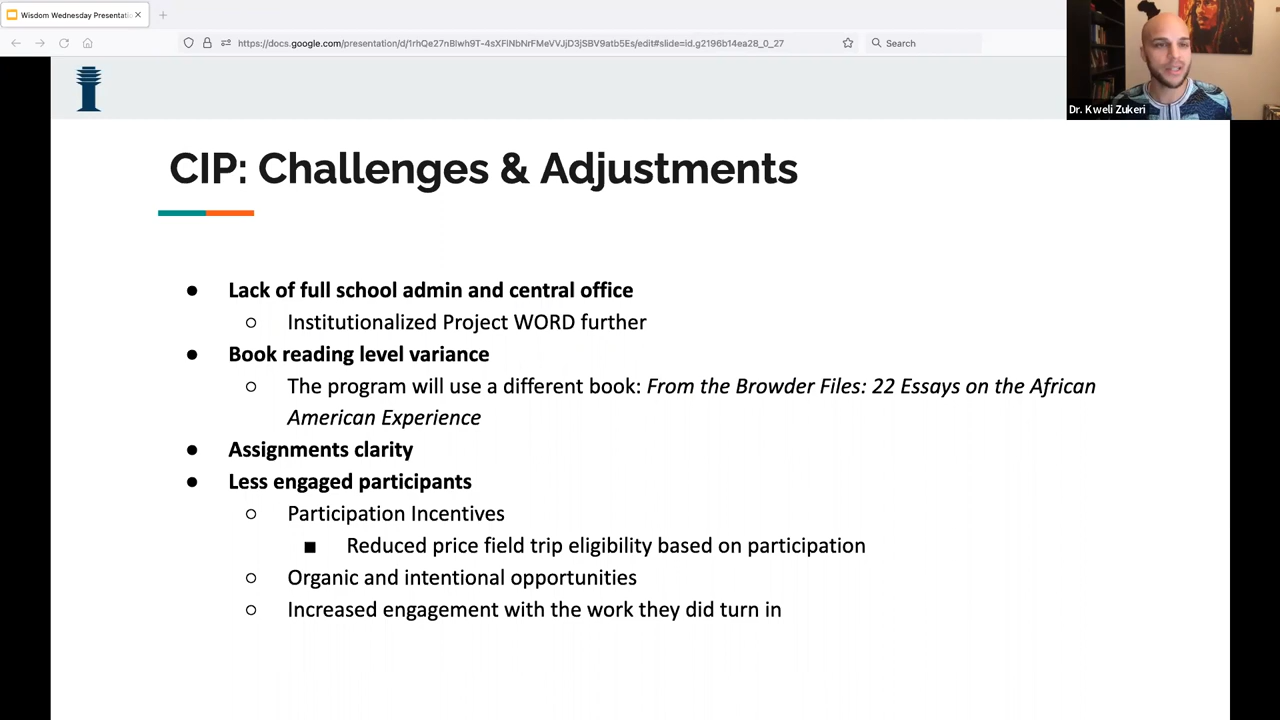 Wisdom Wednesday Presentati
https://docs.google.com/presentation/d/1rhQe27nBlwh9T-4sXFlNbNrFMeVVJjD3jSBV9atb5Es/edit#slide=id.g2196b14ea28_0_27
Search
Dr. Kweli Zukeri
CIP: Challenges & Adjustments
● Lack of full school admin and central office
○ Institutionalized Project WORD further
● Book reading level variance
○ The program will use a different book: From the Browder Files: 22 Essays on the African
American Experience
● Assignments clarity
● Less engaged participants
○ Participation Incentives
■ Reduced price field trip eligibility based on participation
○ Organic and intentional opportunities
○ Increased engagement with the work they did turn in